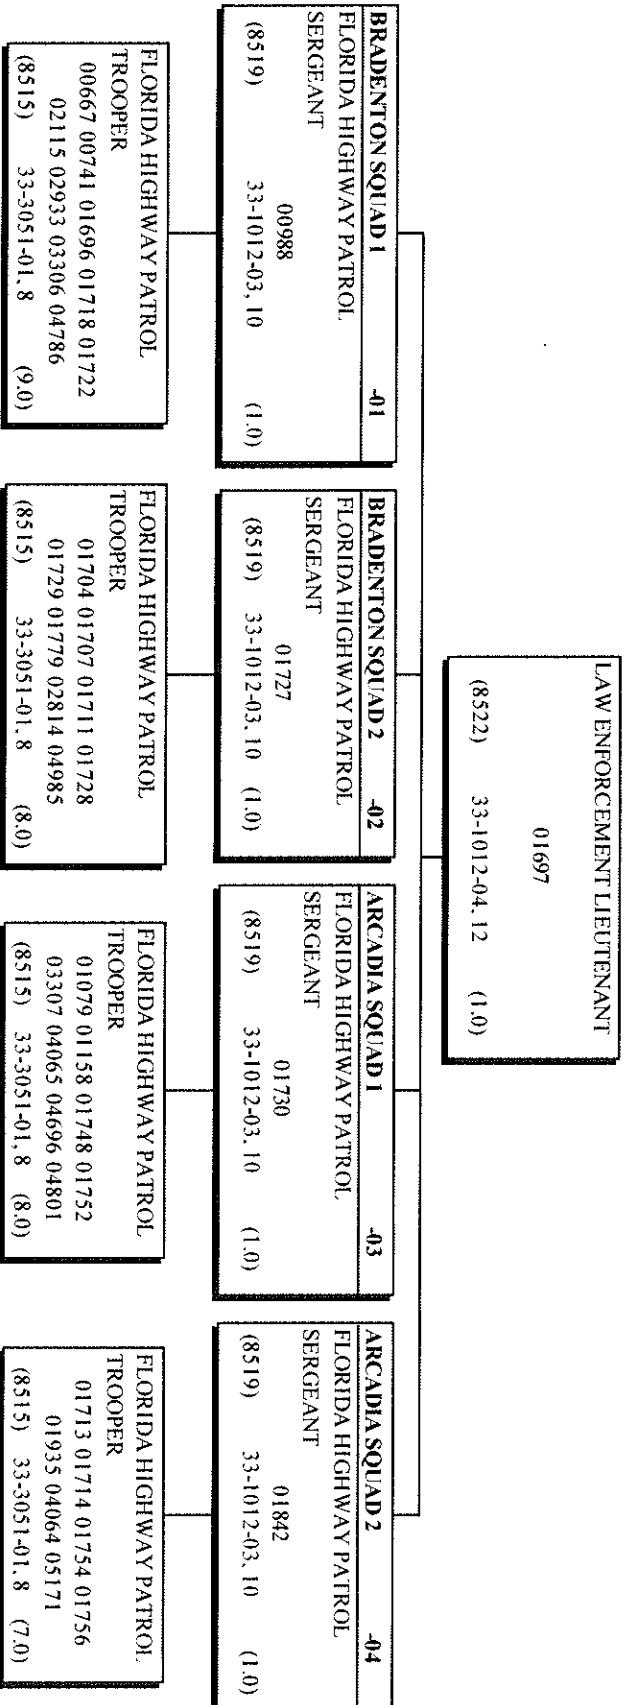 LAW ENFORCEMENT LIEUTENANT
01697
(8522) 33-1012-04, 12 (1.0)
BRADENTON SQUAD 1 -01
FLORIDA HIGHWAY PATROL
SERGEANT
00988
(8519) 33-1012-03, 10 (1.0)
FLORIDA HIGHWAY PATROL
TROOPER
00667 00741 01696 01718 01722
02115 02933 03306 04786
(8515) 33-3051-01, 8 (9.0)
BRADENTON SQUAD 2 -02
FLORIDA HIGHWAY PATROL
SERGEANT
01727
(8519) 33-1012-03, 10 (1.0)
FLORIDA HIGHWAY PATROL
TROOPER
01704 01707 01711 01728
01729 01779 02814 04985
(8515) 33-3051-01, 8 (8.0)
ARCADIA SQUAD 1 -03
FLORIDA HIGHWAY PATROL
SERGEANT
01730
(8519) 33-1012-03, 10 (1.0)
FLORIDA HIGHWAY PATROL
TROOPER
01079 01158 01748 01752
03307 04065 04696 04801
(8515) 33-3051-01, 8 (8.0)
ARCADIA SQUAD 2 -04
FLORIDA HIGHWAY PATROL
SERGEANT
01842
(8519) 33-1012-03, 10 (1.0)
FLORIDA HIGHWAY PATROL
TROOPER
01713 01714 01754 01756
01935 04064 05171
(8515) 33-3051-01, 8 (7.0)